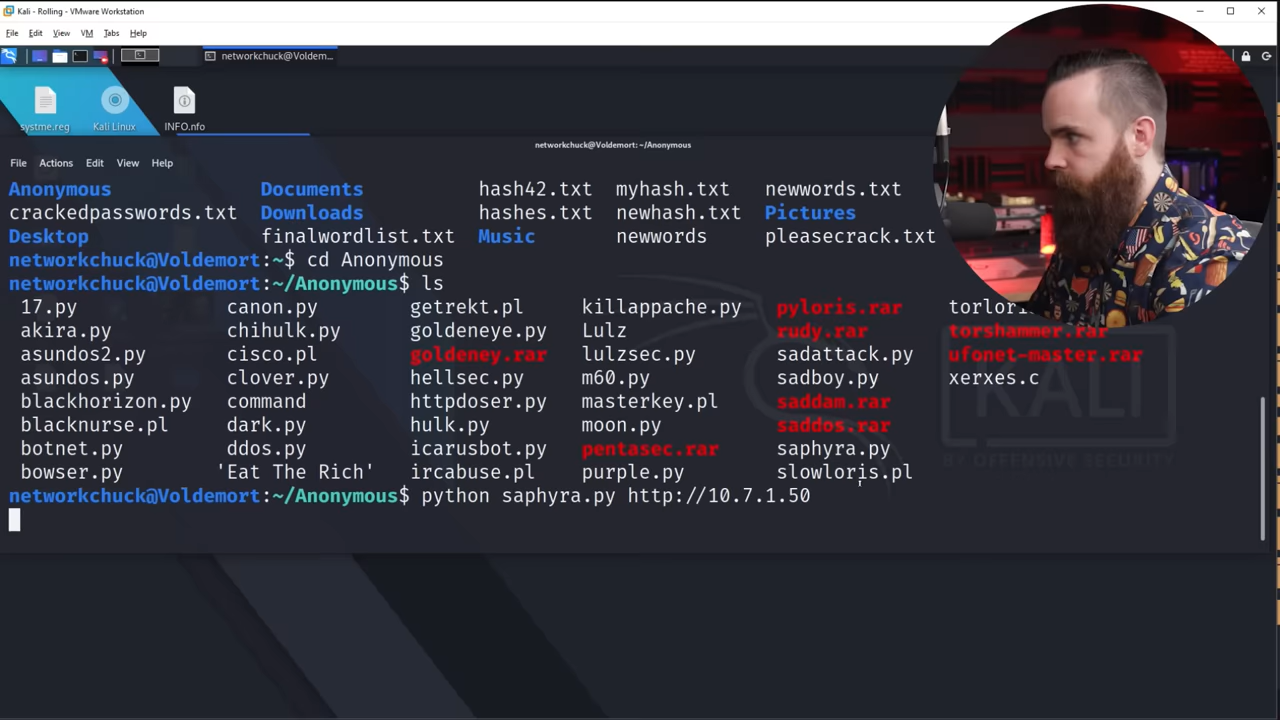 Kali - Rolling - VMware Workstation
File Edit View VM Tabs Help
networkchuck@Voldem...
systme.reg Kali Linux INFO.nfo
networkchuck@Voldemort: ~/Anonymous
File Actions Edit View Help
Anonymous Documents hash42.txt myhash.txt newwords.txt
crackedpasswords.txt Downloads hashes.txt newhash.txt Pictures
Desktop finalwordlist.txt Music newwords pleasecrack.txt
networkchuck@Voldemort:~$ cd Anonymous
networkchuck@Voldemort:~/Anonymous$ ls
17.py canon.py getrekt.pl killappache.py pyloris.rar
akira.py chihulk.py goldeneye.py Lulz rudy.rar torshammer.rar
asundos2.py cisco.pl goldeney.rar lulzsec.py sadattack.py ufonet-master.rar
asundos.py clover.py hellsec.py m60.py sadboy.py xerxes.c
blackhorizon.py command httpdoser.py masterkey.pl saddam.rar
blacknurse.pl dark.py hulk.py moon.py saddos.rar
botnet.py ddos.py icarusbot.py pentasec.rar saphyra.py
bowser.py 'Eat The Rich' ircabuse.pl purple.py slowloris.pl
networkchuck@Voldemort:~/Anonymous$ python saphyra.py http://10.7.1.50
KALI
BY OFFENSIVE SECURITY